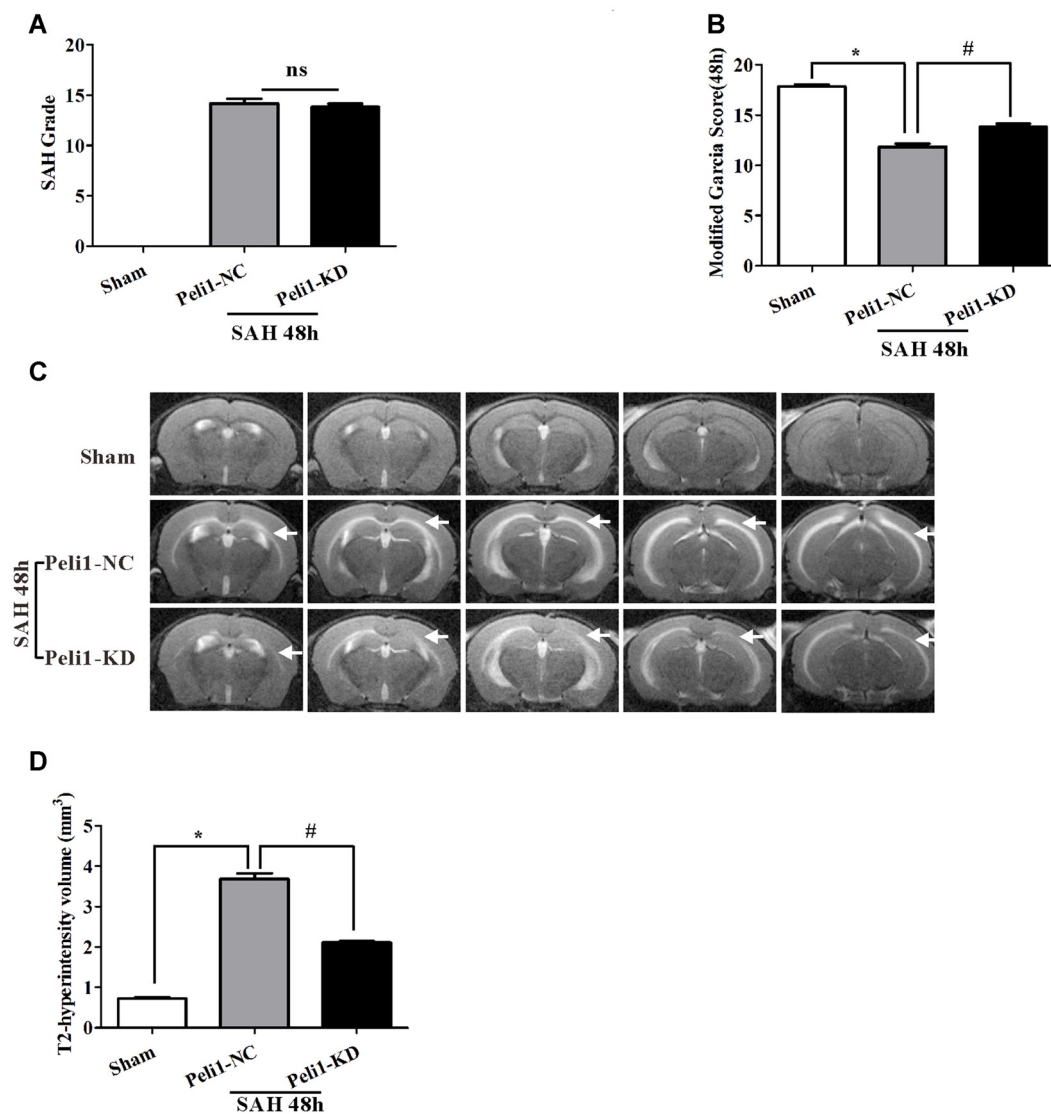 A
SAH Grade
20
15
10
5
0
ns
Sham
Peli1-NC
Peli1-KD
SAH 48h
B
Modified Garcia Score(48h)
20
15
10
5
0
*
#
Sham
Peli1-NC
Peli1-KD
SAH 48h
C
Sham
SAH 48h
Peli1-NC
Peli1-KD
D
T2-hyperintensity volume (mm³)
5
4
3
2
1
0
*
#
Sham
Peli1-NC
Peli1-KD
SAH 48h